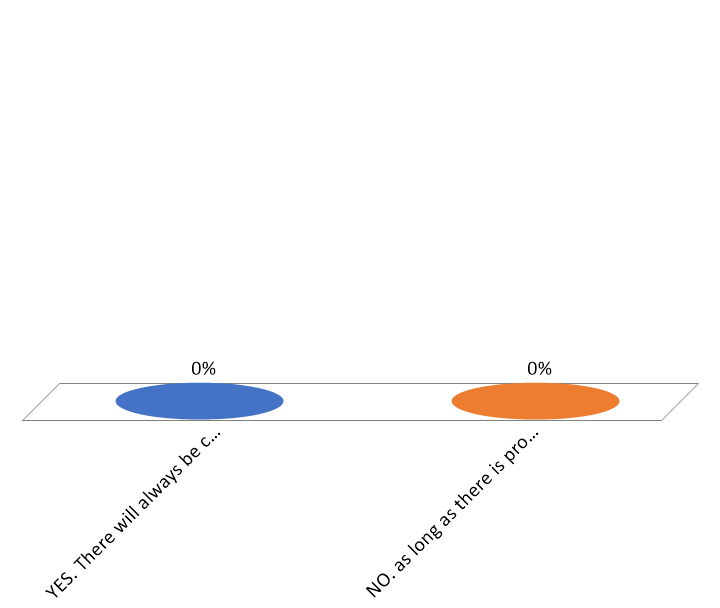 0%
0%
YES. There will always be c...
NO. as long as there is pro...